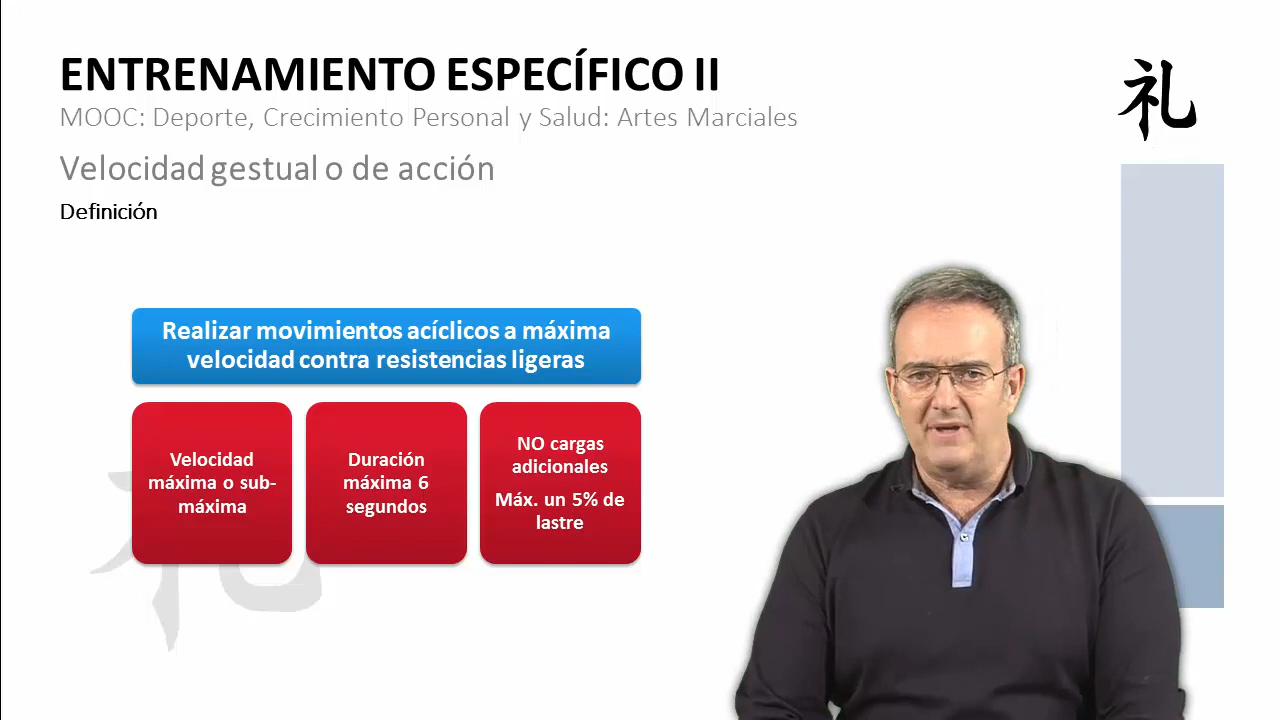 ENTRENAMIENTO ESPECÍFICO II
礼
MOOC: Deporte, Crecimiento Personal y Salud: Artes Marciales
Velocidad gestual o de acción
Definición
Realizar movimientos acíclicos a máxima
velocidad contra resistencias ligeras
Velocidad
máxima o sub-
máxima
Duración
máxima 6
segundos
NO cargas
adicionales
Máx. un 5% de
lastre
礼